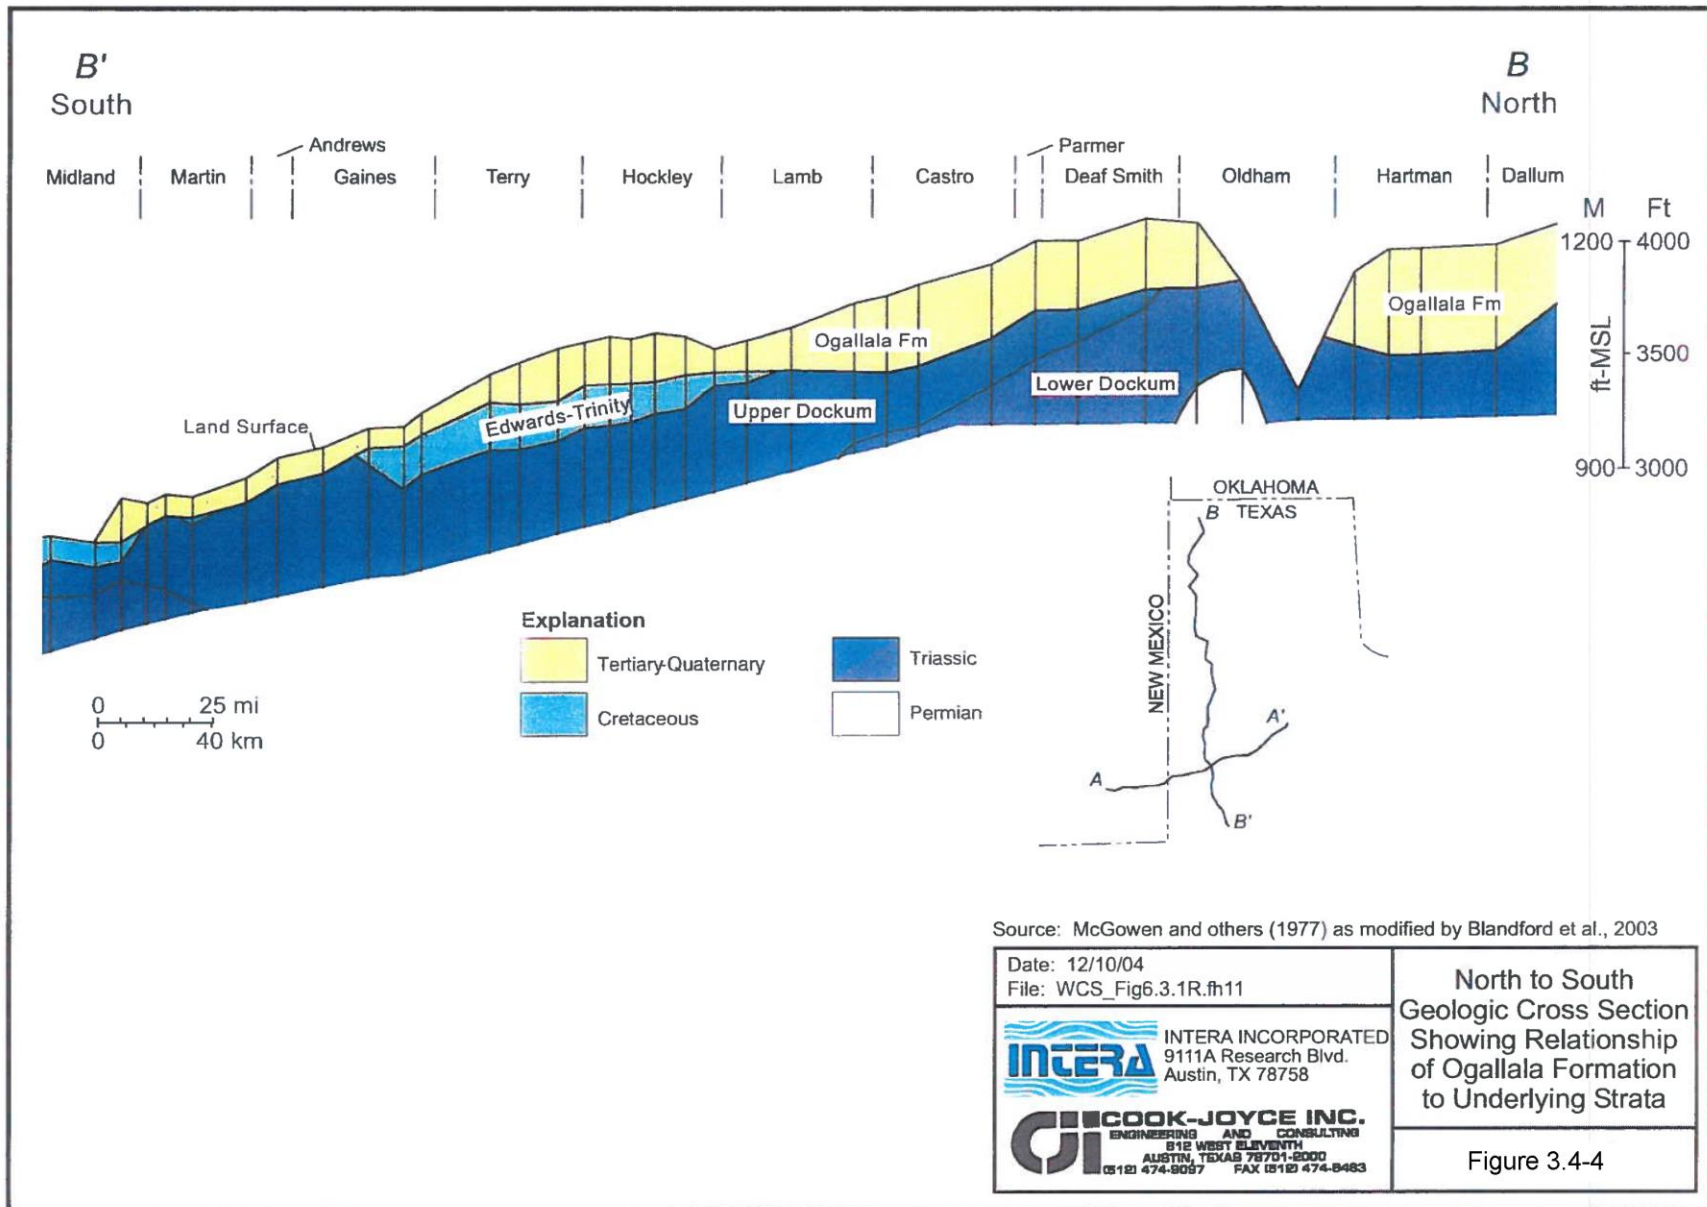 B'
South
B
North
Andrews
Parmer
Midland
Martin
Gaines
Terry
Hockley
Lamb
Castro
Deaf Smith
Oldham
Hartman
Dallum
M Ft
1200 4000
3500
900 3000
ft-MSL
Ogallala Fm
Ogallala Fm
Edwards-Trinity
Upper Dockum
Lower Dockum
Land Surface
OKLAHOMA
TEXAS
NEW MEXICO
B
A'
A
B'
Explanation
Tertiary-Quaternary
Triassic
Cretaceous
Permian
0 25 mi
0 40 km
Source: McGowen and others (1977) as modified by Blandford et al., 2003
Date: 12/10/04
File: WCS_Fig6.3.1R.fh11
INTERA
INTERA INCORPORATED
9111A Research Blvd.
Austin, TX 78758
CJI
COOK-JOYCE INC.
ENGINEERING AND CONSULTING
812 WEST ELEVENTH
AUSTIN, TEXAS 78701-2000
(512) 474-9097 FAX (512) 474-8463
North to South
Geologic Cross Section
Showing Relationship
of Ogallala Formation
to Underlying Strata
Figure 3.4-4